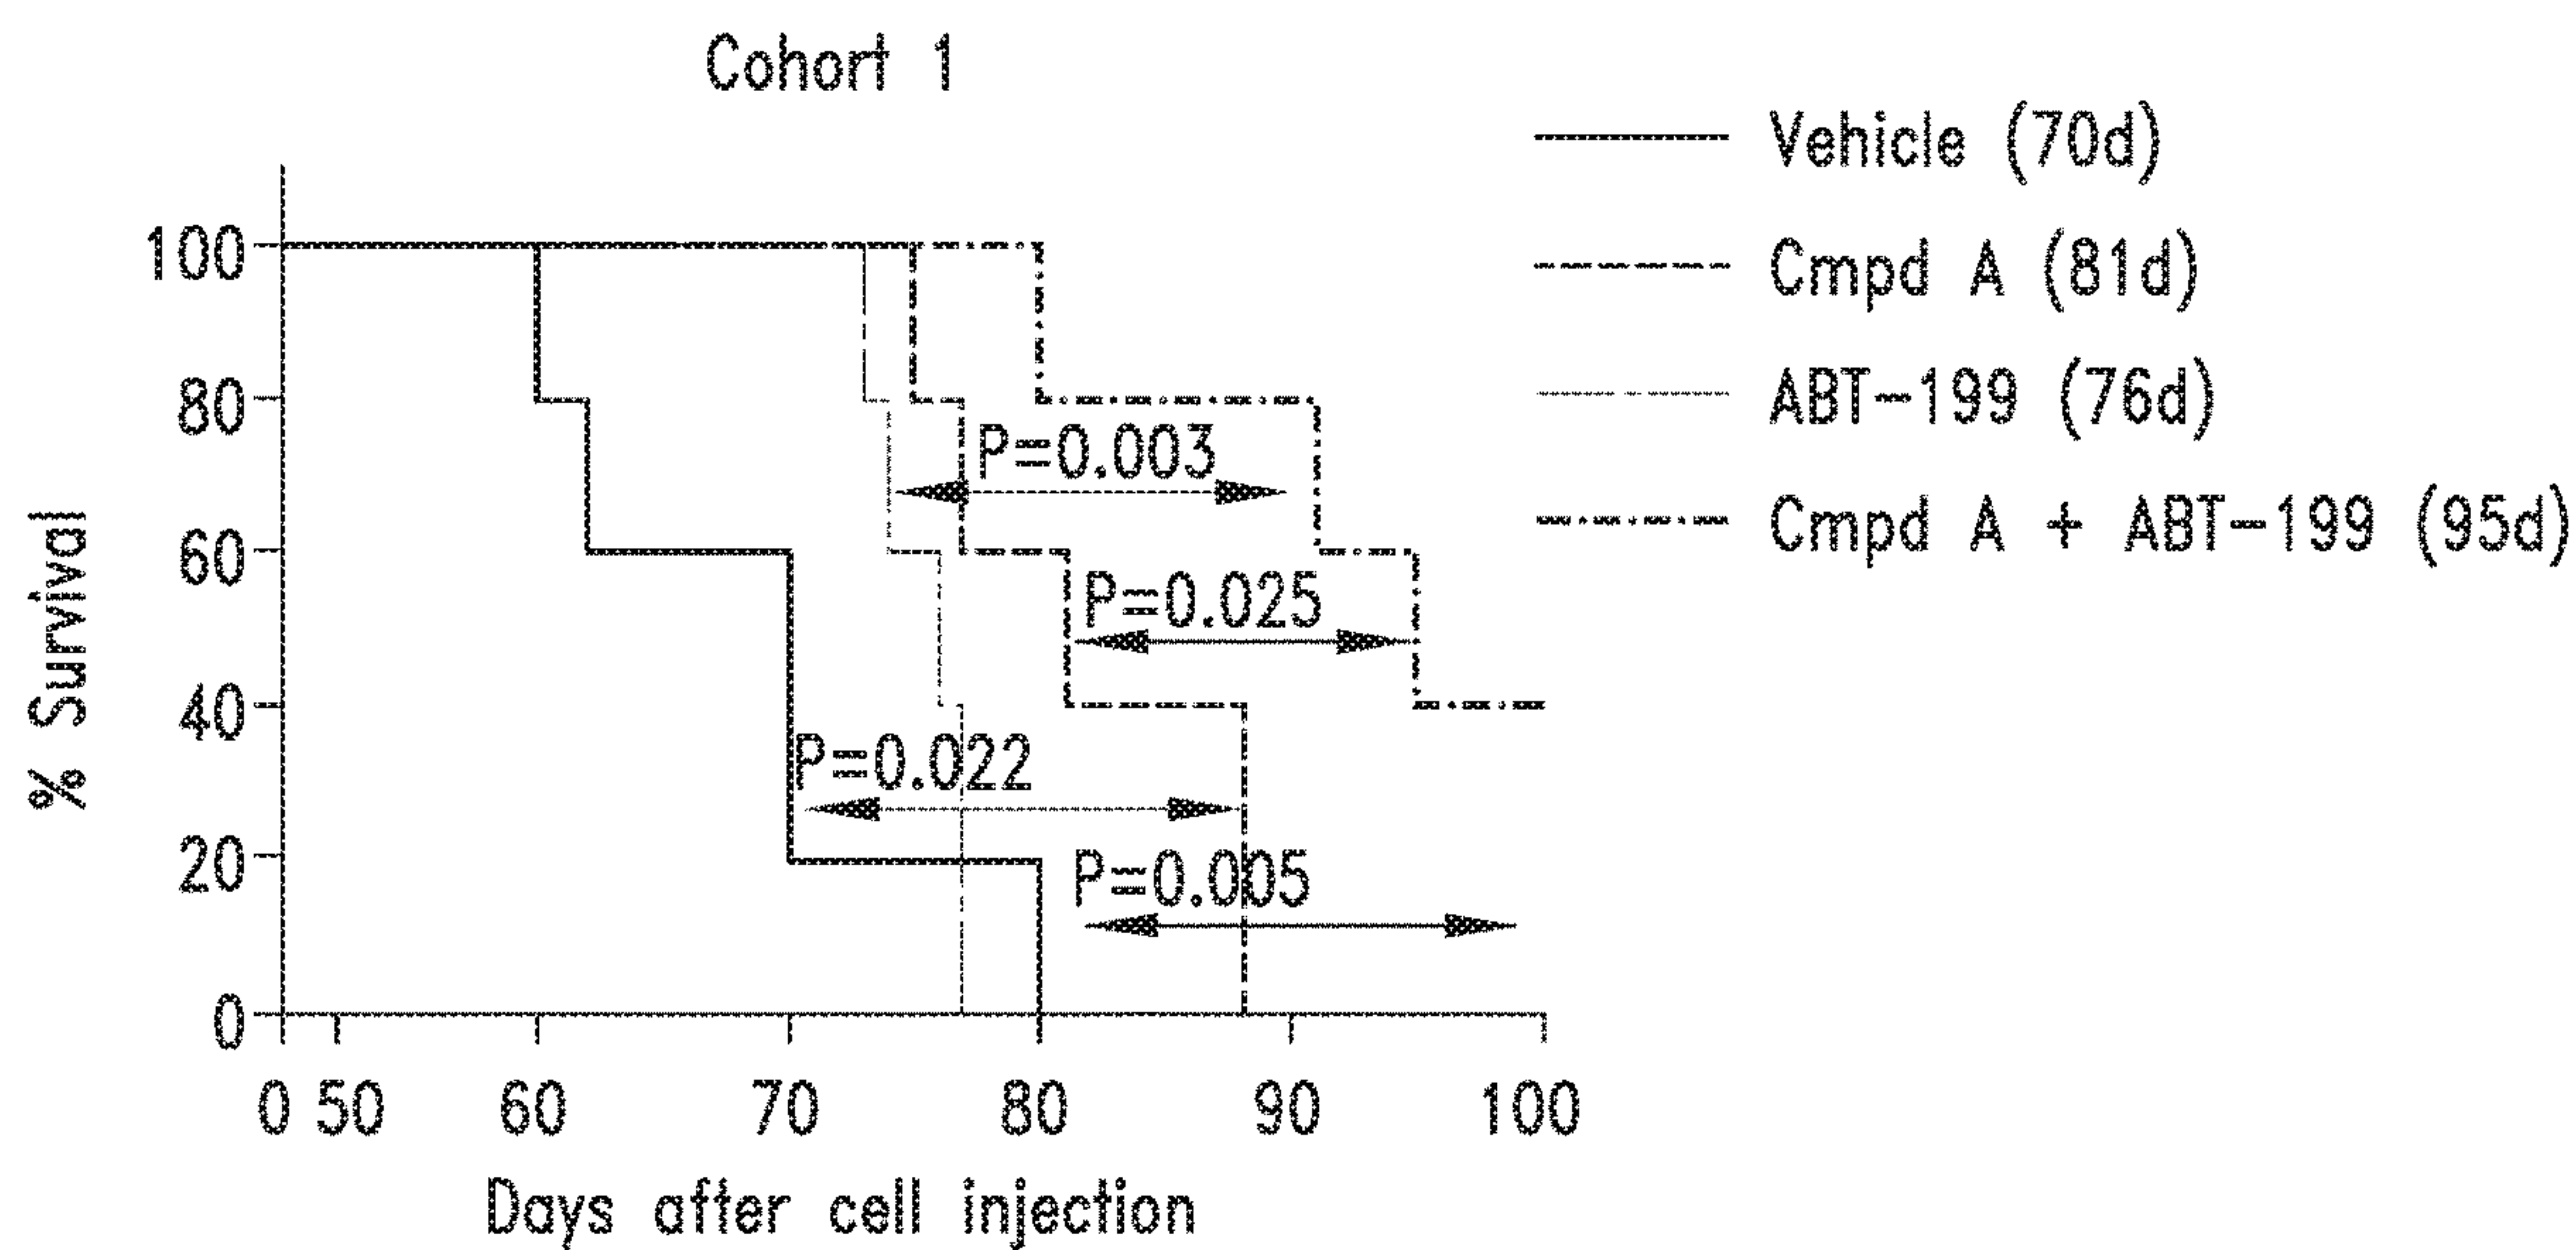 Cohort 1
Vehicle (70d)
Cmpd A (81d)
ABT-199 (76d)
Cmpd A + ABT-199 (95d)
% Survival
100
80
60
40
20
0
P=0.003
P=0.025
P=0.022
P=0.005
0 50 60 70 80 90 100
Days after cell injection